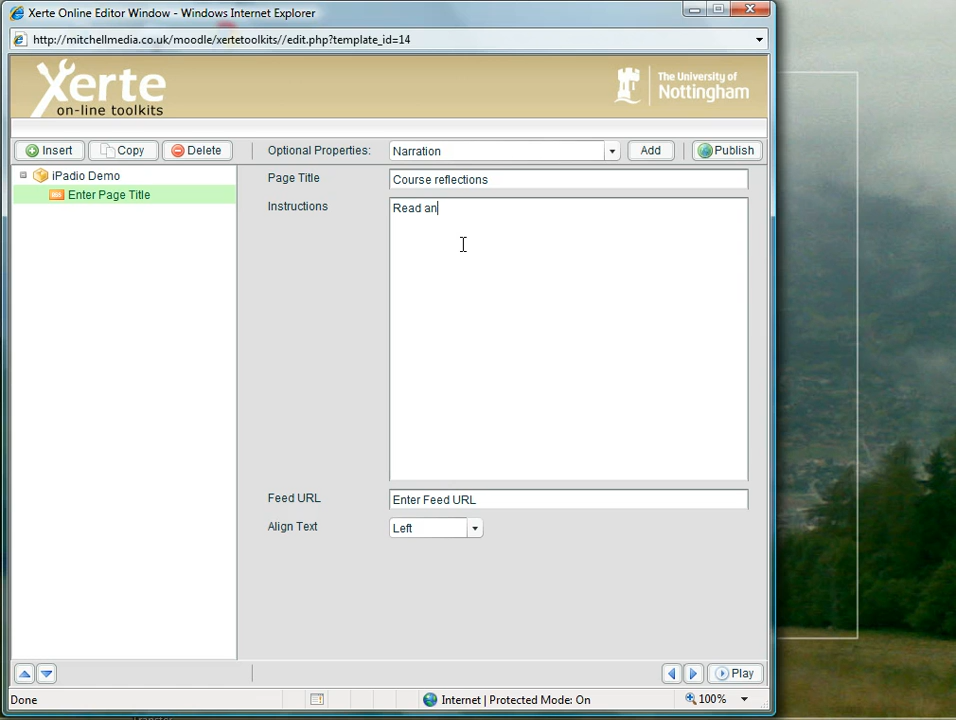 Xerte Online Editor Window - Windows Internet Explorer
http://mitchellmedia.co.uk/moodle/xertetoolkits//edit.php?template_id=14
Xerte
on-line toolkits
The University of
Nottingham
Insert Copy Delete Optional Properties: Narration Add Publish
iPadio Demo
Enter Page Title
Page Title Course reflections
Instructions Read an
Feed URL Enter Feed URL
Align Text Left
Play
Done Internet | Protected Mode: On 100%